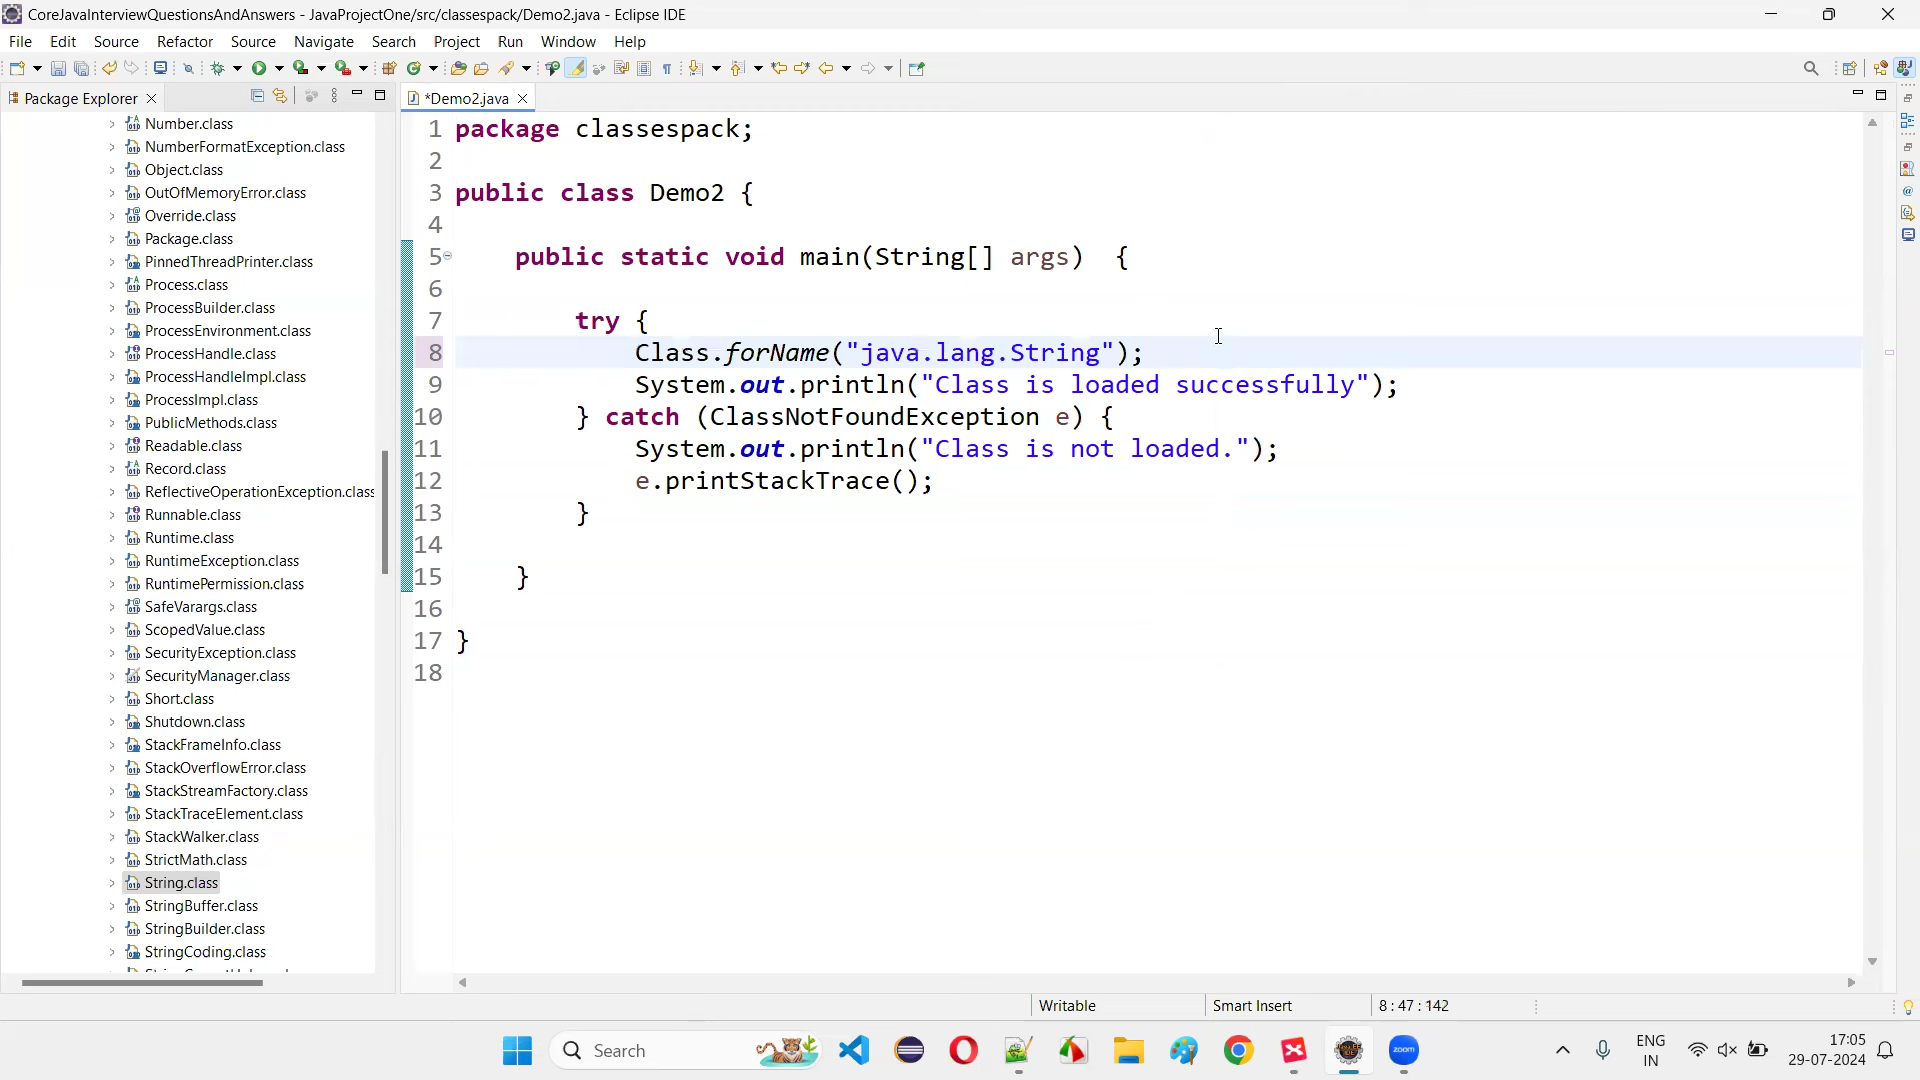 CoreJavaInterviewQuestionsAndAnswers - JavaProjectOne/src/classespack/Demo2.java - Eclipse IDE
File Edit Source Refactor Source Navigate Search Project Run Window Help
Package Explorer
*Demo2.java
Number.class
NumberFormatException.class
Object.class
OutOfMemoryError.class
Override.class
Package.class
PinnedThreadPrinter.class
Process.class
ProcessBuilder.class
ProcessEnvironment.class
ProcessHandle.class
ProcessHandleImpl.class
ProcessImpl.class
PublicMethods.class
Readable.class
Record.class
ReflectiveOperationException.class
Runnable.class
Runtime.class
RuntimeException.class
RuntimePermission.class
SafeVarargs.class
ScopedValue.class
SecurityException.class
SecurityManager.class
Short.class
Shutdown.class
StackFrameInfo.class
StackOverflowError.class
StackStreamFactory.class
StackTraceElement.class
StackWalker.class
StrictMath.class
String.class
StringBuffer.class
StringBuilder.class
StringCoding.class
1 package classespack;
2
3 public class Demo2 {
4
5 public static void main(String[] args) {
6
7 try {
8 Class.forName("java.lang.String");
9 System.out.println("Class is loaded successfully");
10 } catch (ClassNotFoundException e) {
11 System.out.println("Class is not loaded.");
12 e.printStackTrace();
13 }
14
15 }
16
17 }
18
Writable
Smart Insert
8 : 47 : 142
Search
zoom
ENG
IN
17:05
29-07-2024